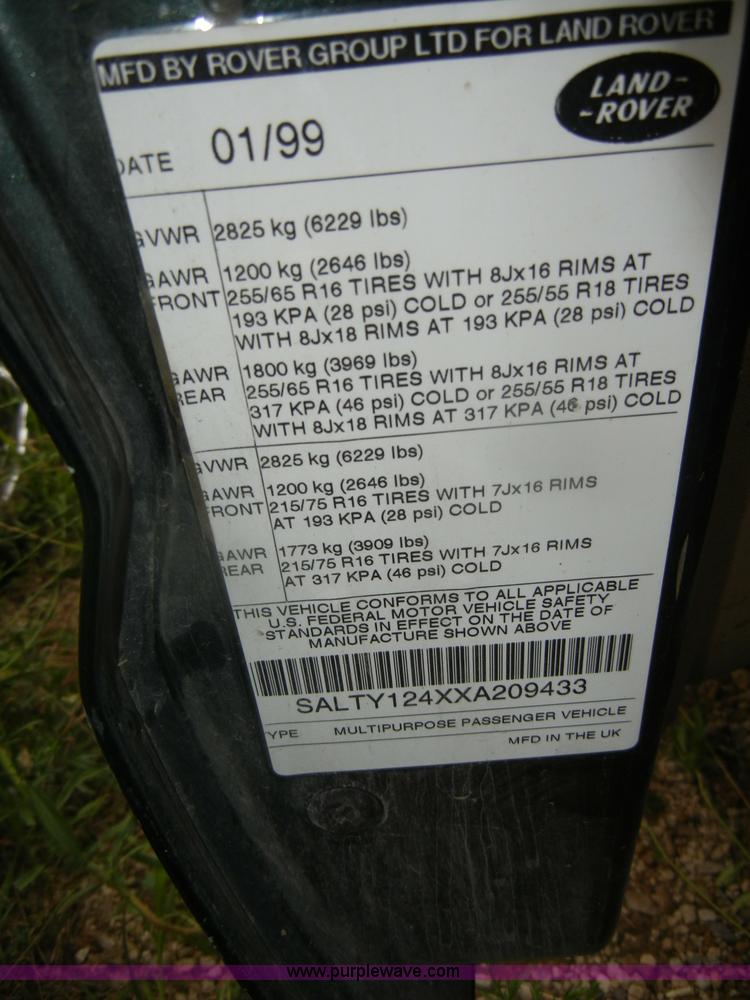 MFD BY ROVER GROUP LTD FOR LAND ROVER
LAND-
-ROVER
DATE 01/99
GVWR 2825 kg (6229 lbs)
GAWR 1200 kg (2646 lbs)
FRONT 255/65 R16 TIRES WITH 8Jx16 RIMS AT
193 KPA (28 psi) COLD or 255/55 R18 TIRES
WITH 8Jx18 RIMS AT 193 KPA (28 psi) COLD
GAWR 1800 kg (3969 lbs)
REAR 255/65 R16 TIRES WITH 8Jx16 RIMS AT
317 KPA (46 psi) COLD or 255/55 R18 TIRES
WITH 8Jx18 RIMS AT 317 KPA (46 psi) COLD
GVWR 2825 kg (6229 lbs)
GAWR 1200 kg (2646 lbs)
FRONT 215/75 R16 TIRES WITH 7Jx16 RIMS
AT 193 KPA (28 psi) COLD
GAWR 1773 kg (3909 lbs)
REAR 215/75 R16 TIRES WITH 7Jx16 RIMS
AT 317 KPA (46 psi) COLD
THIS VEHICLE CONFORMS TO ALL APPLICABLE
U.S. FEDERAL MOTOR VEHICLE SAFETY
STANDARDS IN EFFECT ON THE DATE OF
MANUFACTURE SHOWN ABOVE
SALTY124XXA209433
YPE MULTIPURPOSE PASSENGER VEHICLE
MFD IN THE UK
www.purplewave.com